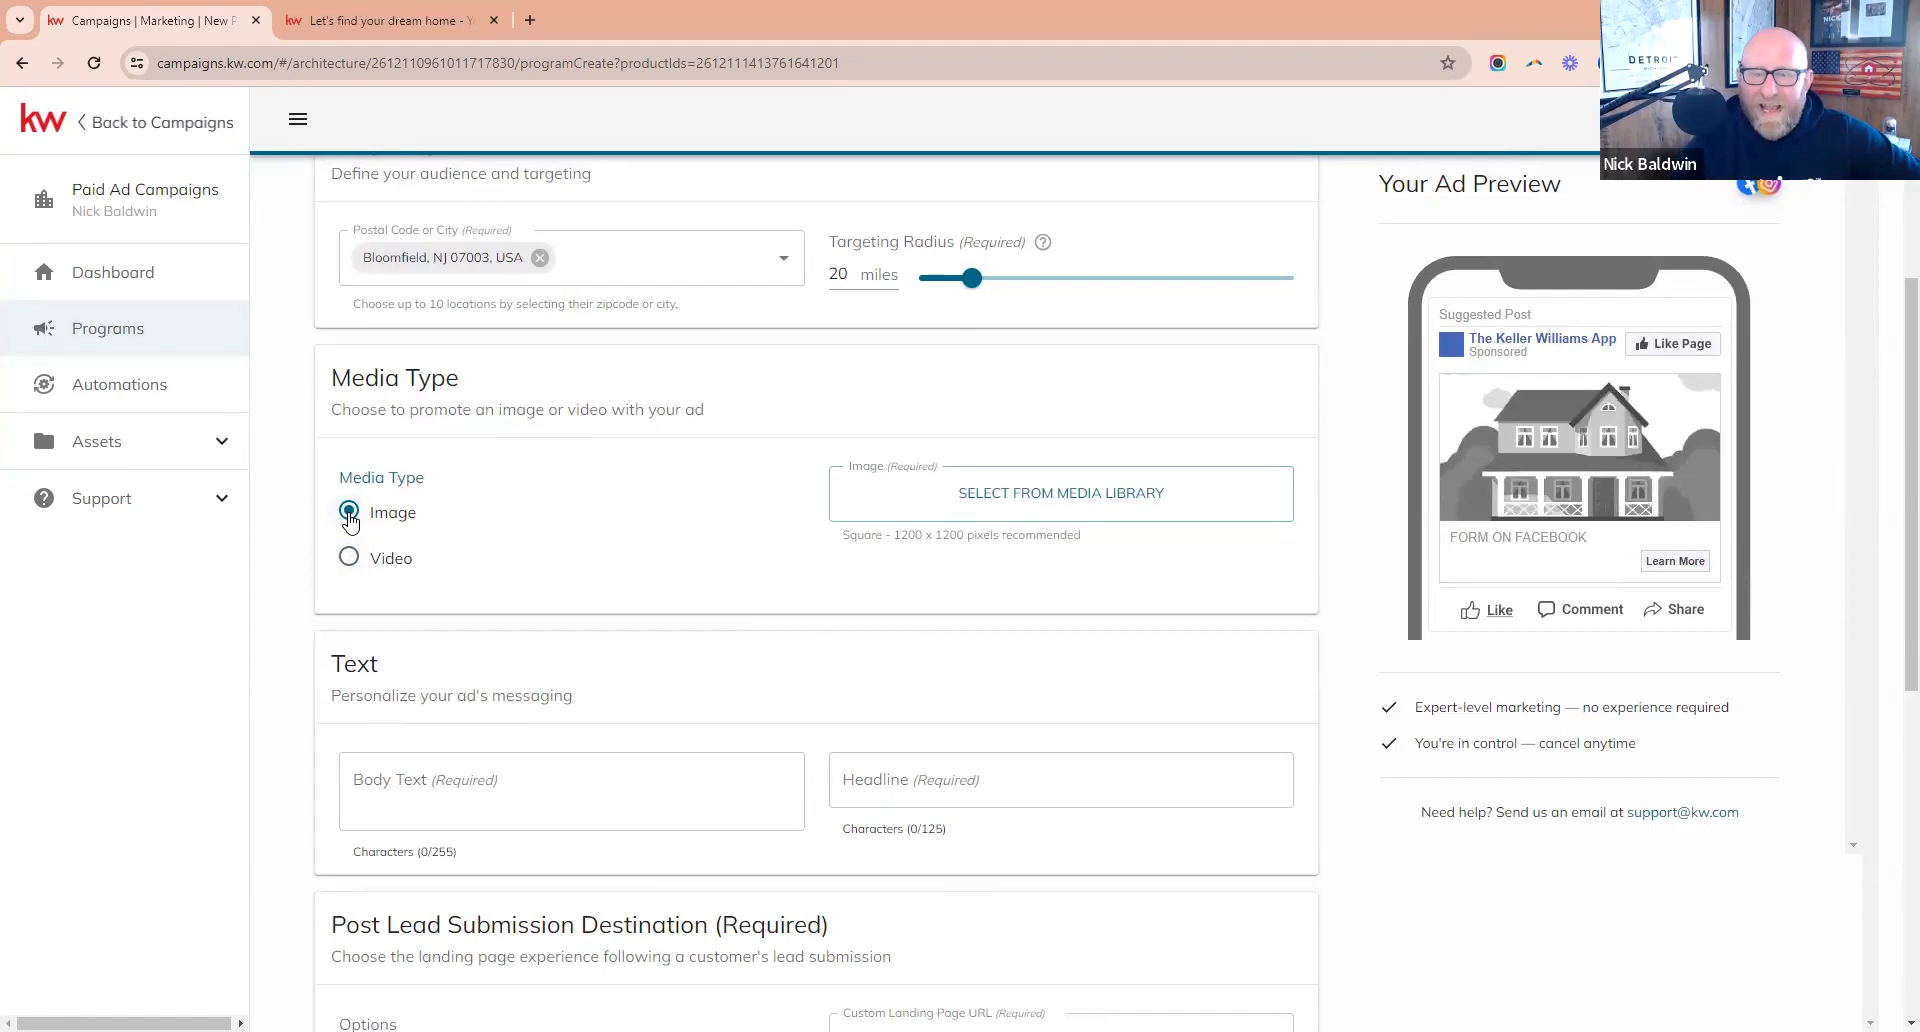 Campaigns | Marketing | New P
Let's find your dream home - Y
campaigns.kw.com/#/architecture/2612110961011717830/programCreate?productIds=2612111413761641201
kw
Back to Campaigns
Paid Ad Campaigns
Nick Baldwin
Dashboard
Programs
Automations
Assets
Support
Define your audience and targeting
Postal Code or City (Required)
Bloomfield, NJ 07003, USA
Choose up to 10 locations by selecting their zipcode or city.
Targeting Radius (Required)
20 miles
Media Type
Choose to promote an image or video with your ad
Media Type
Image
Video
Image (Required)
SELECT FROM MEDIA LIBRARY
Square - 1200 x 1200 pixels recommended
Text
Personalize your ad's messaging
Body Text (Required)
Characters (0/255)
Headline (Required)
Characters (0/125)
Post Lead Submission Destination (Required)
Choose the landing page experience following a customer's lead submission
Options
Custom Landing Page URL (Required)
DETROIT
NICK
Nick Baldwin
Your Ad Preview
Suggested Post
The Keller Williams App
Sponsored
Like Page
FORM ON FACEBOOK
Learn More
Like
Comment
Share
Expert-level marketing — no experience required
You're in control — cancel anytime
Need help? Send us an email at support@kw.com